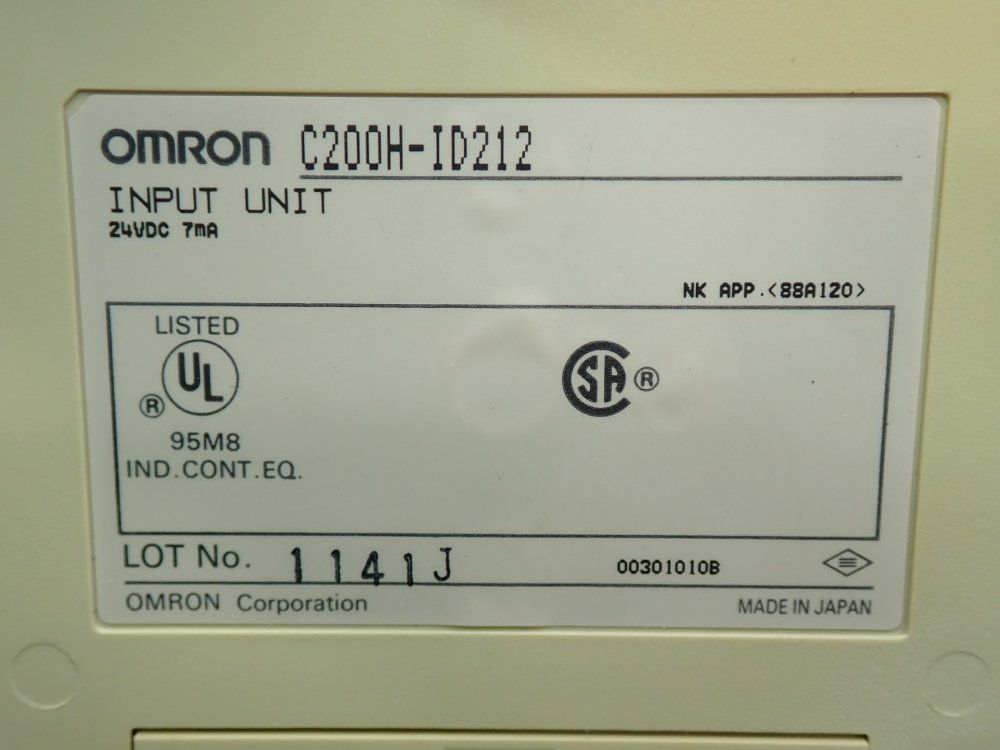 OMRON C200H-ID212
INPUT UNIT
24VDC 7mA
NK APP.<88A120>
LISTED
UL
®
95M8
IND.CONT.EQ.
SA ®
LOT No. 1141J 00301010B
OMRON Corporation MADE IN JAPAN